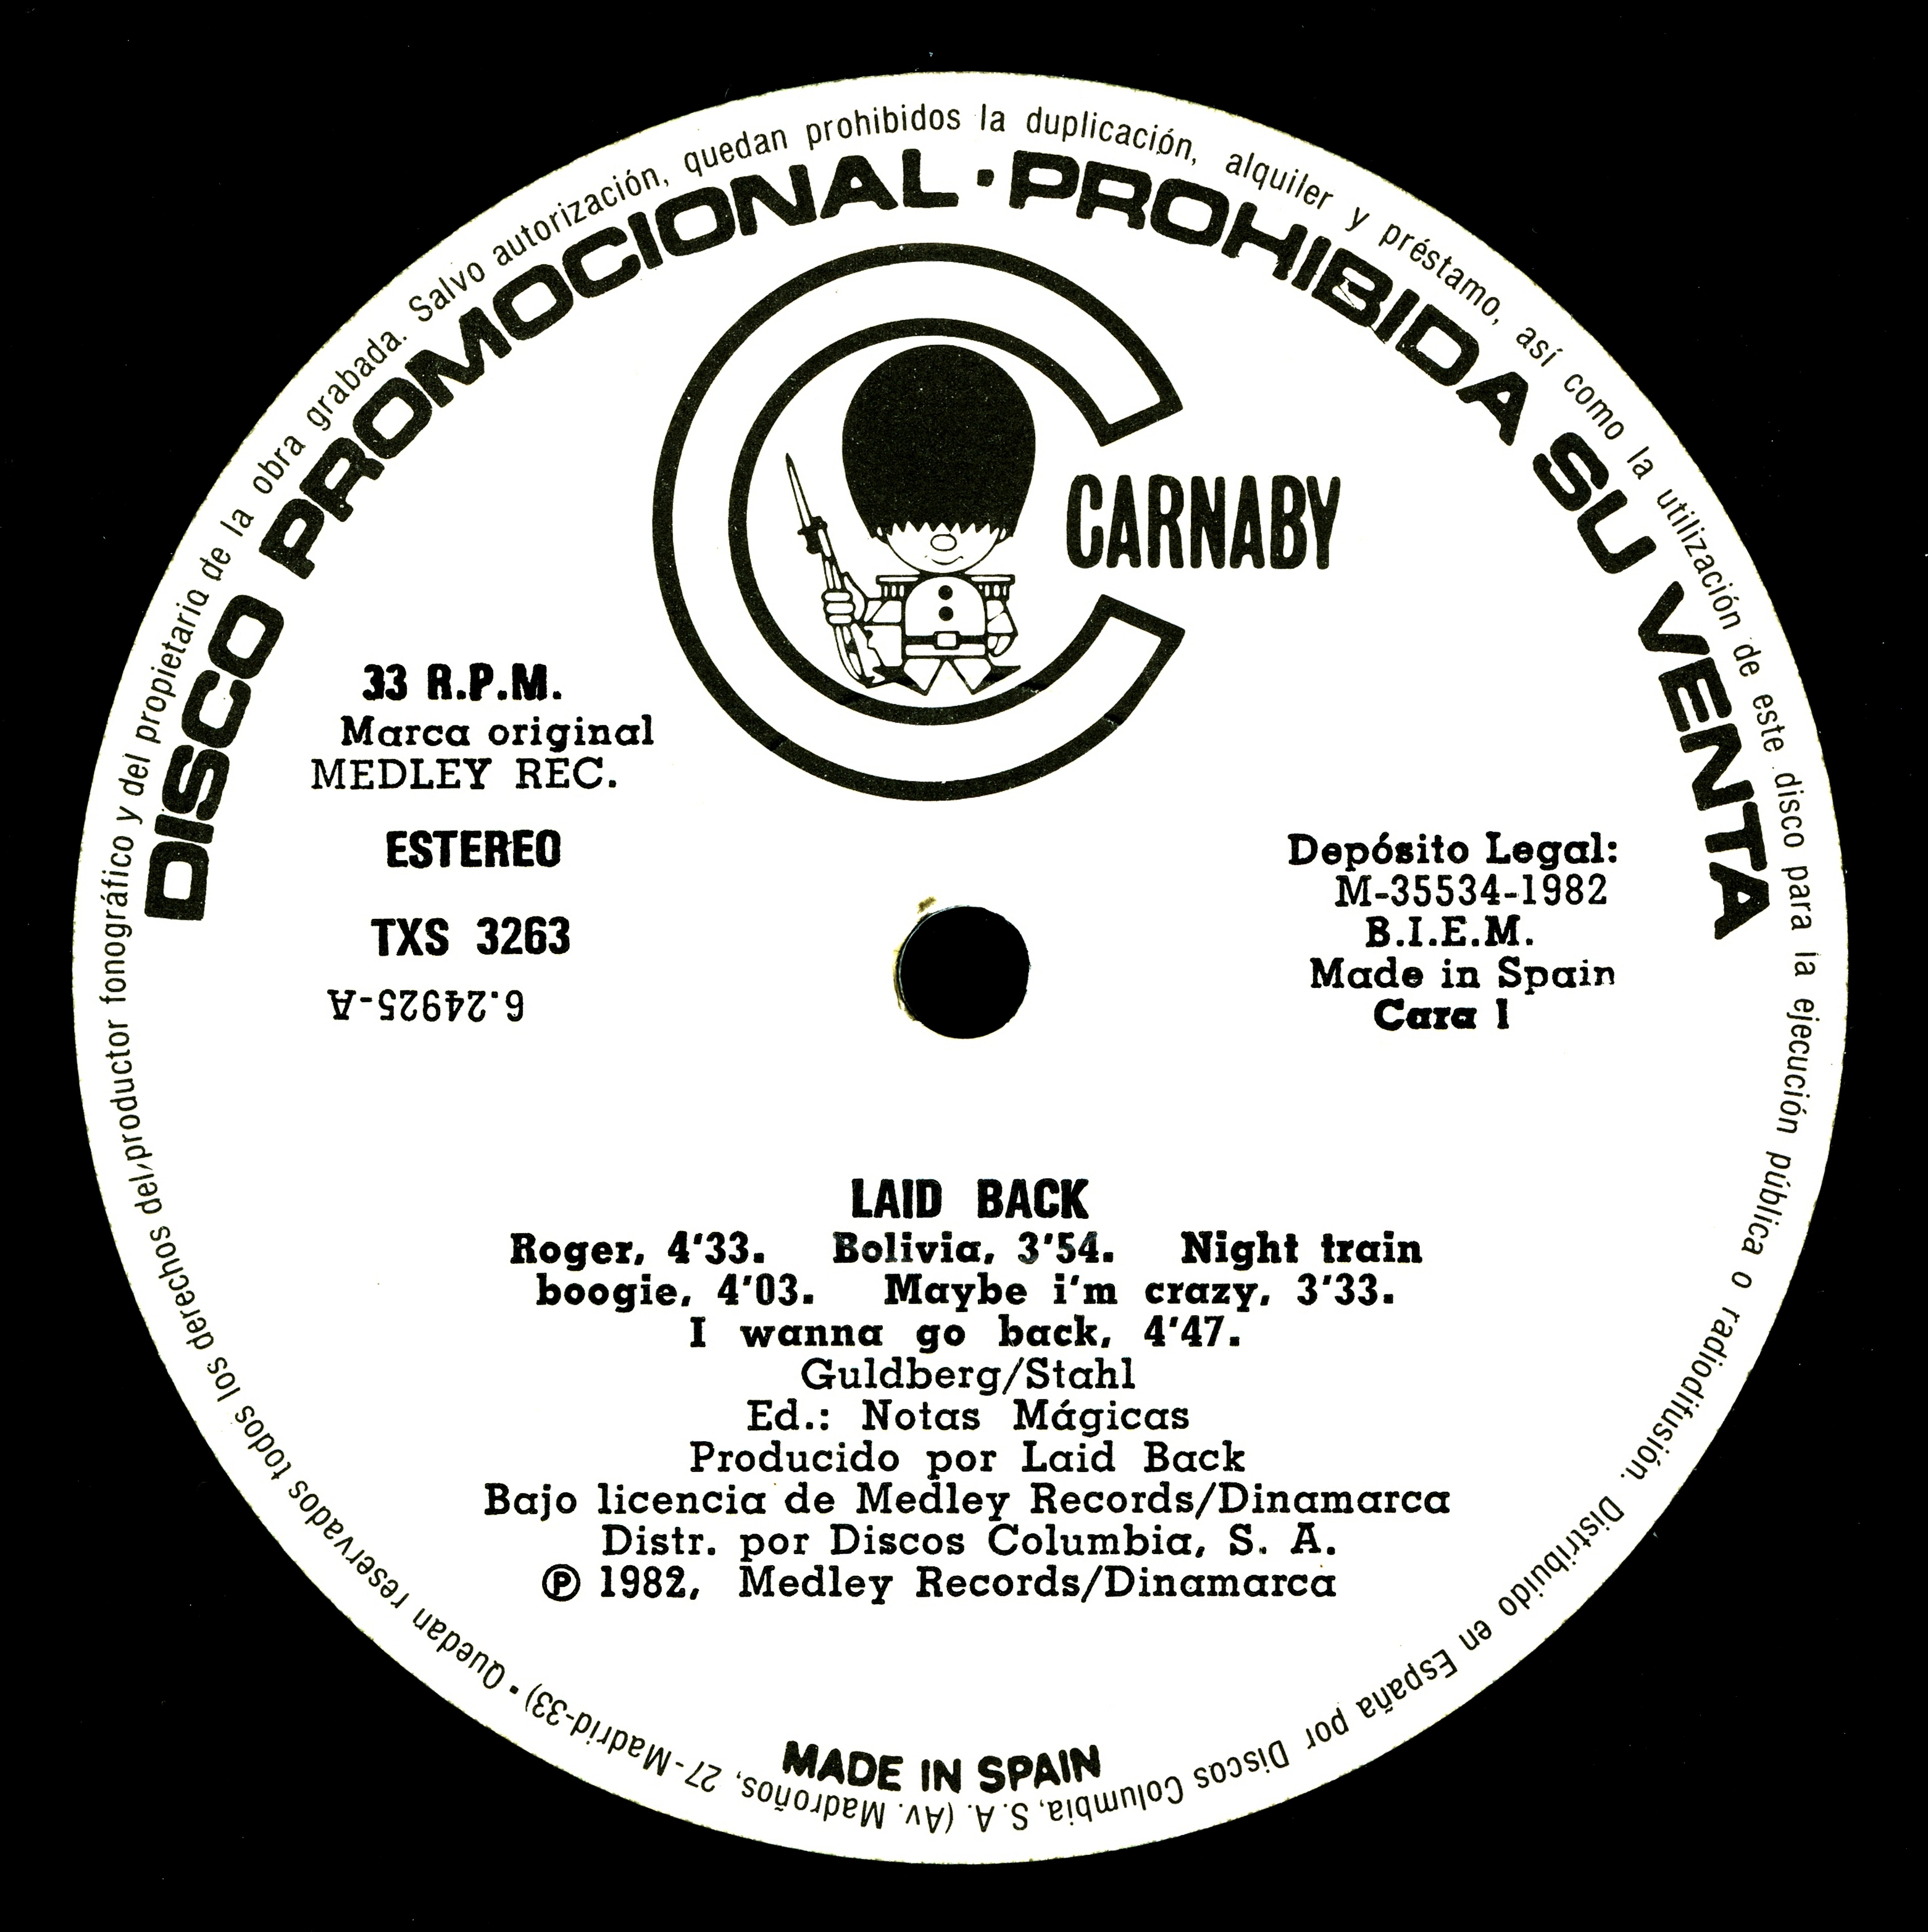 Quedan reservados todos los derechos del productor fonográfico y del propietario de la obra grabada. Salvo autorización, quedan prohibidos la duplicación, alquiler y préstamo, así como la utilización de este disco para la ejecución pública o radiodifusión. Distribuido en España por Discos Columbia, S. A. (Av. Madroños, 27-Madrid-33) •
DISCO PROMOCIONAL · PROHIBIDA SU VENTA
CARNABY
33 R.P.M.
Marca original
MEDLEY REC.
ESTEREO
TXS 3263
6.24925-A
Depósito Legal:
M-35534-1982
B.I.E.M.
Made in Spain
Cara 1
LAID BACK
Roger, 4'33. Bolivia, 3'54. Night train
boogie, 4'03. Maybe i'm crazy, 3'33.
I wanna go back, 4'47.
Guldberg/Stahl
Ed.: Notas Mágicas
Producido por Laid Back
Bajo licencia de Medley Records/Dinamarca
Distr. por Discos Columbia, S. A.
Ⓟ 1982, Medley Records/Dinamarca
MADE IN SPAIN